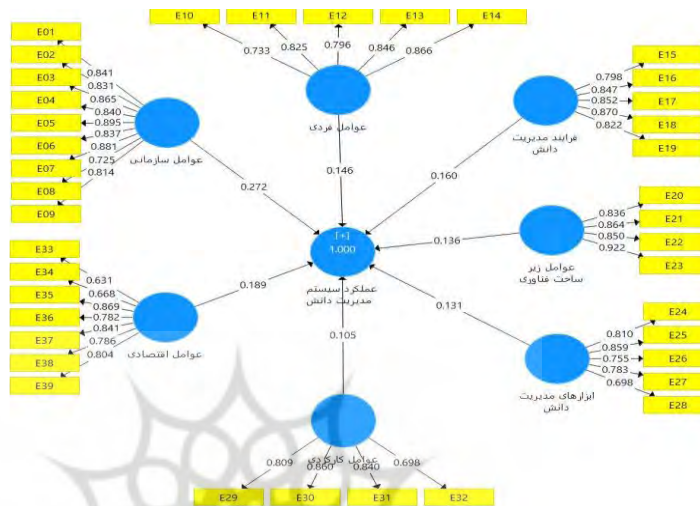 E10
E11
E12
E13
E14
0.733
0.825
0.796
0.846
0.866
عوامل فردی
E01
E02
E03
E04
E05
E06
E07
E08
E09
0.841
0.831
0.865
0.840
0.895
0.837
0.881
0.725
0.814
عوامل سازمانی
E15
E16
E17
E18
E19
0.798
0.847
0.852
0.870
0.822
فرایند مدیریت
دانش
0.272
0.146
0.160
[+]
1.000
عملکرد سیستم
مدیریت دانش
0.136
E20
E21
E22
E23
0.836
0.864
0.850
0.922
عوامل زیر
ساخت فناوری
E33
E34
E35
E36
E37
E38
E39
0.631
0.668
0.869
0.782
0.841
0.786
0.804
عوامل اقتصادی
0.189
0.105
0.131
E24
E25
E26
E27
E28
0.810
0.859
0.755
0.783
0.698
ابزارهای مدیریت
دانش
عوامل کارکردی
0.809
0.860
0.840
0.698
E29
E30
E31
E32